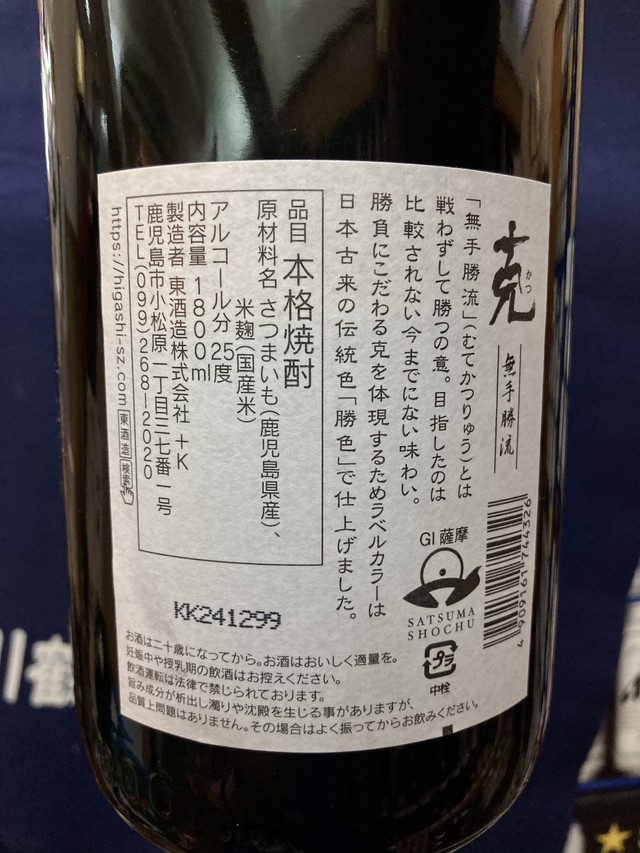 克
かつ
無手勝流
「無手勝流」(むてかつりゅう)とは
戦わずして勝つの意。目指したのは
比較されない今までにない味わい。
勝負にこだわる克を体現するためラベルカラーは
日本古来の伝統色「勝色」で仕上げました。
品目 本格焼酎
原材料名 さつまいも(鹿児島県産)、
米麹(国産米)
アルコール分 25度
内容量 1800ml
製造者 東酒造株式会社 +K
鹿児島市小松原一丁目三七番一号
TEL(099)268-2020
https://higashi-sz.com 東酒造 検索
GI 薩摩
SATSUMA
SHOCHU
プラ
中栓
4 909161 744326
KK241299
お酒は二十歳になってから。お酒はおいしく適量を。
妊娠中や授乳期の飲酒はお控えください。
飲酒運転は法律で禁じられております。
旨み成分が析出し濁りや沈殿を生じる事がありますが、
品質上問題はありません。その場合はよく振ってからお飲みください。
川鶴